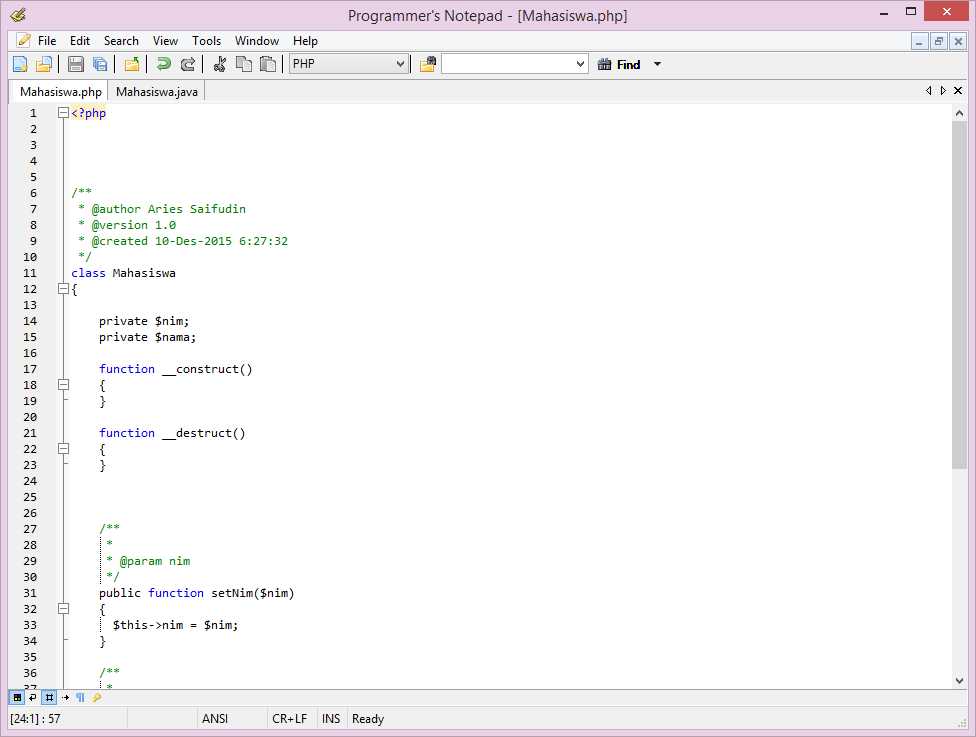 Programmer's Notepad - [Mahasiswa.php]
File Edit Search View Tools Window Help
PHP Find
Mahasiswa.php Mahasiswa.java
1 <?php
2
3
4
5
6 /**
7 * @author Aries Saifudin
8 * @version 1.0
9 * @created 10-Des-2015 6:27:32
10 */
11 class Mahasiswa
12 {
13
14 private $nim;
15 private $nama;
16
17 function __construct()
18 {
19 }
20
21 function __destruct()
22 {
23 }
24
25
26
27 /**
28 *
29 * @param nim
30 */
31 public function setNim($nim)
32 {
33 $this->nim = $nim;
34 }
35
36 /**
37 *
[24:1] : 57 ANSI CR+LF INS Ready